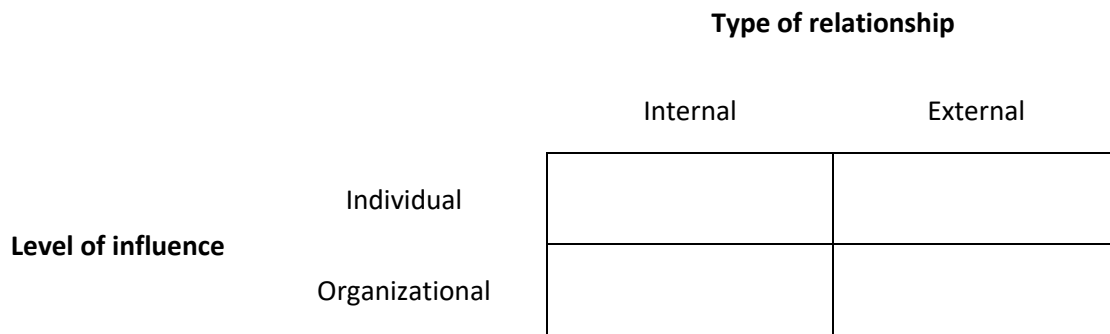 Type of relationship
Internal External
Individual
Level of influence
Organizational